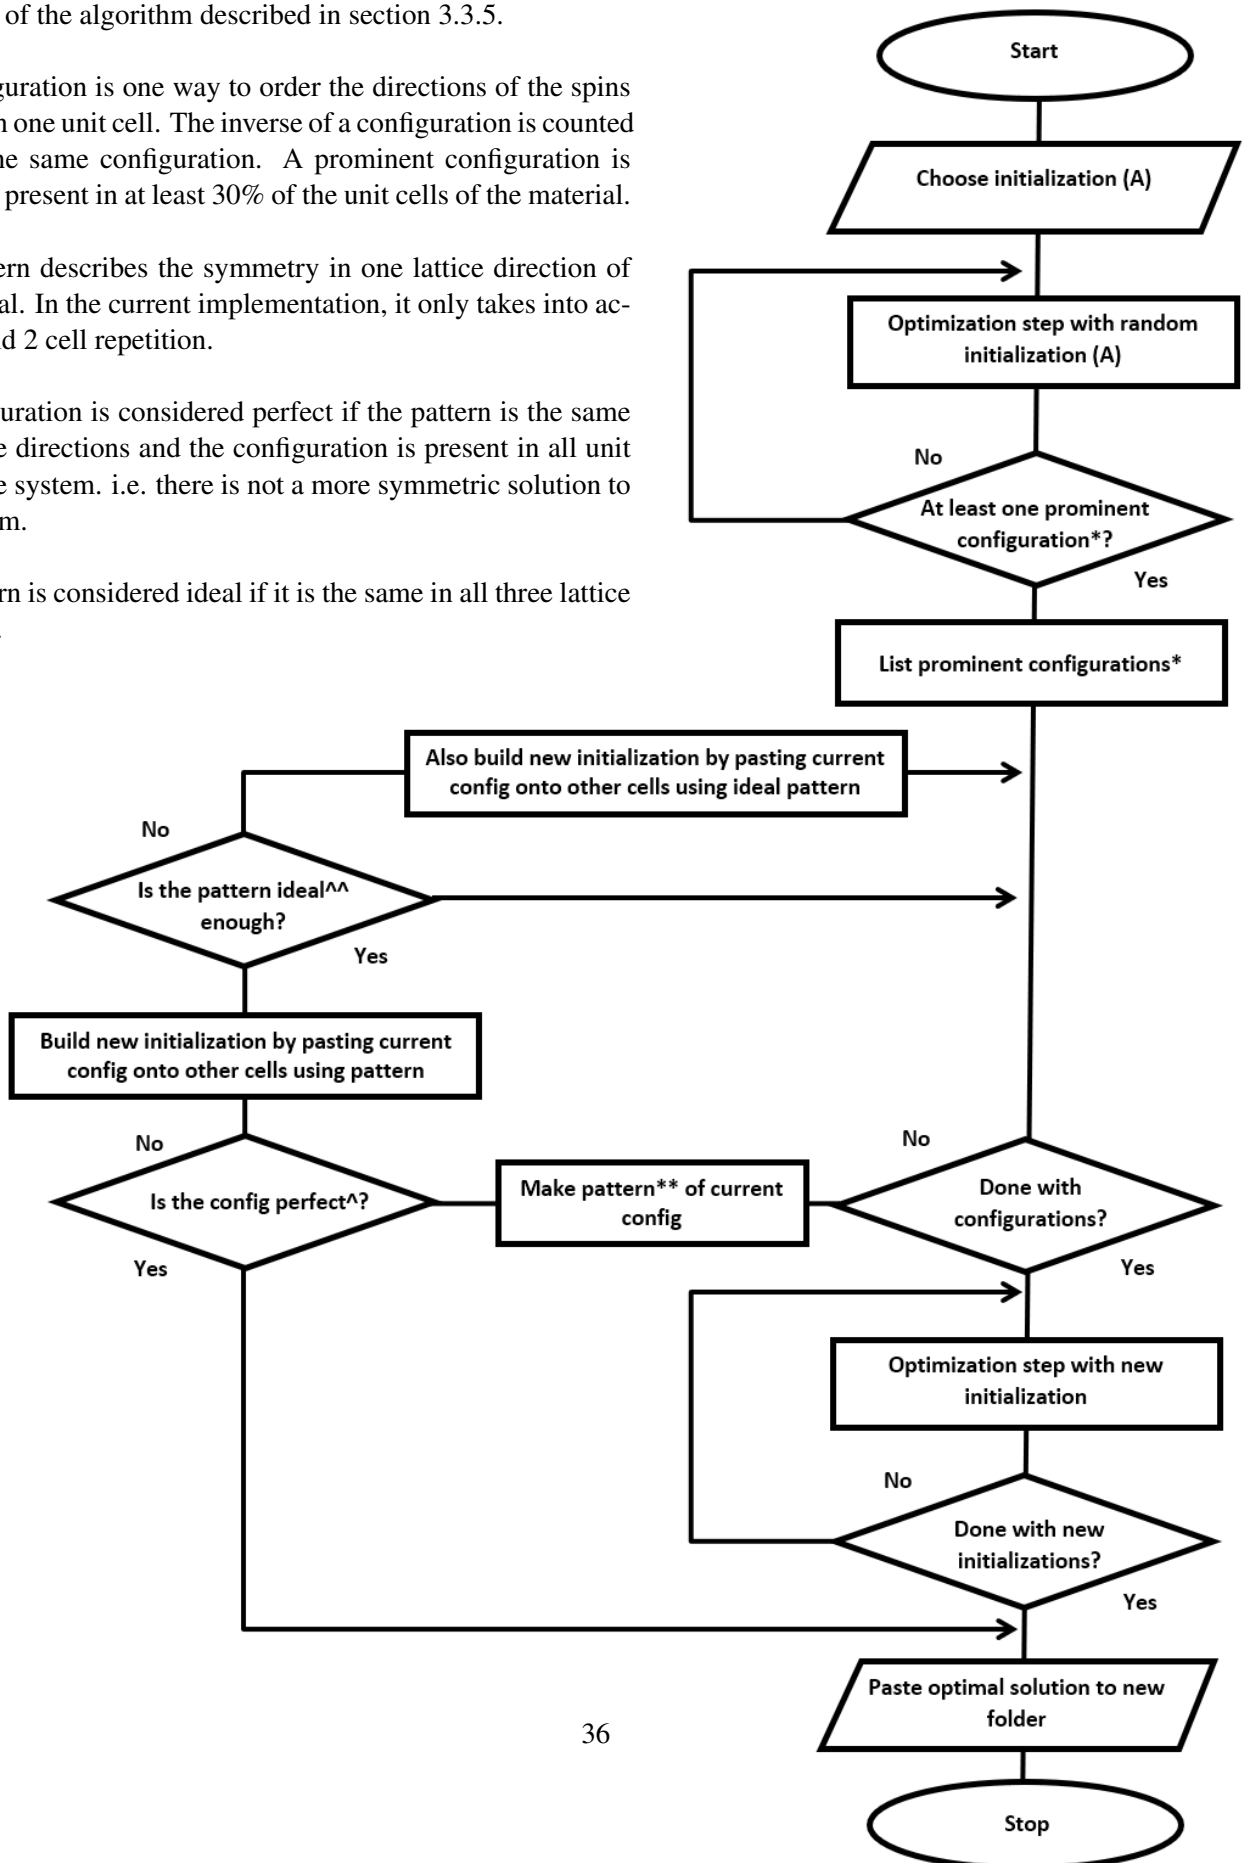 of the algorithm described in section 3.3.5.
guration is one way to order the directions of the spins
n one unit cell. The inverse of a configuration is counted
ne same configuration. A prominent configuration is
present in at least 30% of the unit cells of the material.
ern describes the symmetry in one lattice direction of
al. In the current implementation, it only takes into ac-
d 2 cell repetition.
uration is considered perfect if the pattern is the same
e directions and the configuration is present in all unit
e system. i.e. there is not a more symmetric solution to
m.
rn is considered ideal if it is the same in all three lattice
.
Start
Choose initialization (A)
Optimization step with random
initialization (A)
No
At least one prominent
configuration*?
Yes
List prominent configurations*
Also build new initialization by pasting current
config onto other cells using ideal pattern
No
Is the pattern ideal^^
enough?
Yes
Build new initialization by pasting current
config onto other cells using pattern
No
Is the config perfect^?
Yes
Make pattern** of current
config
No
Done with
configurations?
Yes
Optimization step with new
initialization
No
Done with new
initializations?
Yes
Paste optimal solution to new
folder
Stop
36